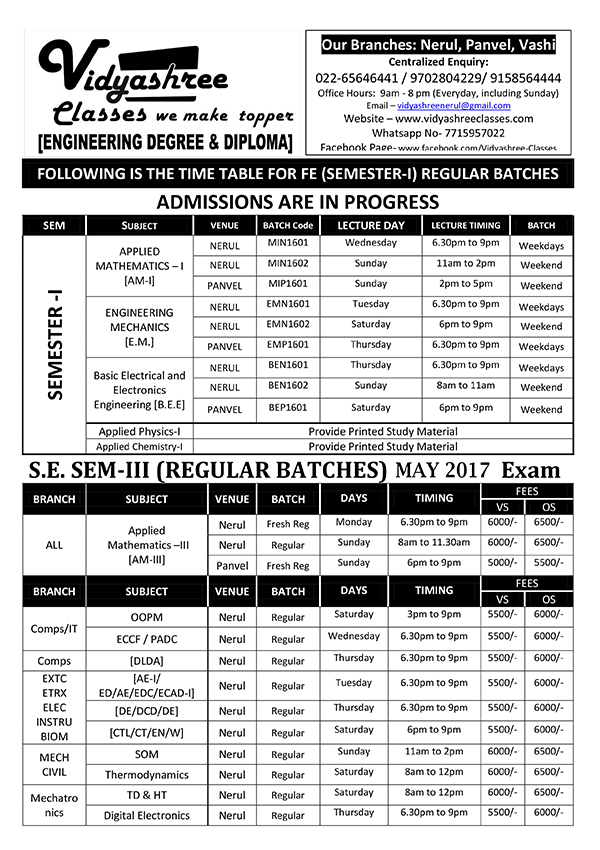 Vidyashree
Classes we make topper
[ENGINEERING DEGREE & DIPLOMA]
Our Branches: Nerul, Panvel, Vashi
Centralized Enquiry:
022-65646441 / 9702804229/ 9158564444
Office Hours: 9am - 8 pm (Everyday, including Sunday)
Email – vidyashreenerul@gmail.com
Website – www.vidyashreeclasses.com
Whatsapp No- 7715957022
Facebook Page- www.facebook.com/Vidyashree-Classes
FOLLOWING IS THE TIME TABLE FOR FE (SEMESTER-I) REGULAR BATCHES
ADMISSIONS ARE IN PROGRESS
SEM SUBJECT VENUE BATCH Code LECTURE DAY LECTURE TIMING BATCH
SEMESTER -I
APPLIED MATHEMATICS – I [AM-I]
NERUL MIN1601 Wednesday 6.30pm to 9pm Weekdays
NERUL MIN1602 Sunday 11am to 2pm Weekend
PANVEL MIP1601 Sunday 2pm to 5pm Weekend
ENGINEERING MECHANICS [E.M.]
NERUL EMN1601 Tuesday 6.30pm to 9pm Weekdays
NERUL EMN1602 Saturday 6pm to 9pm Weekend
PANVEL EMP1601 Thursday 6.30pm to 9pm Weekend
Basic Electrical and Electronics Engineering [B.E.E]
NERUL BEN1601 Thursday 6.30pm to 9pm Weekdays
NERUL BEN1602 Sunday 8am to 11am Weekend
PANVEL BEP1601 Saturday 6pm to 9pm Weekend
Applied Physics-I Provide Printed Study Material
Applied Chemistry-I Provide Printed Study Material
S.E. SEM-III (REGULAR BATCHES) MAY 2017 Exam
BRANCH SUBJECT VENUE BATCH DAYS TIMING FEES
VS OS
ALL
Applied Mathematics –III [AM-III]
Nerul Fresh Reg Monday 6.30pm to 9pm 6000/- 6500/-
Nerul Regular Sunday 8am to 11.30am 6000/- 6500/-
Panvel Fresh Reg Sunday 6pm to 9pm 5000/- 5500/-
BRANCH SUBJECT VENUE BATCH DAYS TIMING FEES
VS OS
Comps/IT
OOPM Nerul Regular Saturday 3pm to 9pm 5500/- 6000/-
ECCF / PADC Nerul Regular Wednesday 6.30pm to 9pm 5500/- 6000/-
Comps [DLDA] Nerul Regular Thursday 6.30pm to 9pm 5500/- 6000/-
EXTC
ETRX
ELEC
INSTRU
BIOM
[AE-I/ ED/AE/EDC/ECAD-I] Nerul Regular Tuesday 6.30pm to 9pm 5500/- 6000/-
[DE/DCD/DE] Nerul Regular Thursday 6.30pm to 9pm 5500/- 6000/-
[CTL/CT/EN/W] Nerul Regular Saturday 6pm to 9pm 5500/- 6000/-
MECH
CIVIL
SOM Nerul Regular Sunday 11am to 2pm 6000/- 6500/-
Thermodynamics Nerul Regular Saturday 8am to 12pm 6000/- 6500/-
Mechatro
nics
TD & HT Nerul Regular Saturday 8am to 12pm 6000/- 6500/-
Digital Electronics Nerul Regular Thursday 6.30pm to 9pm 5500/- 6000/-